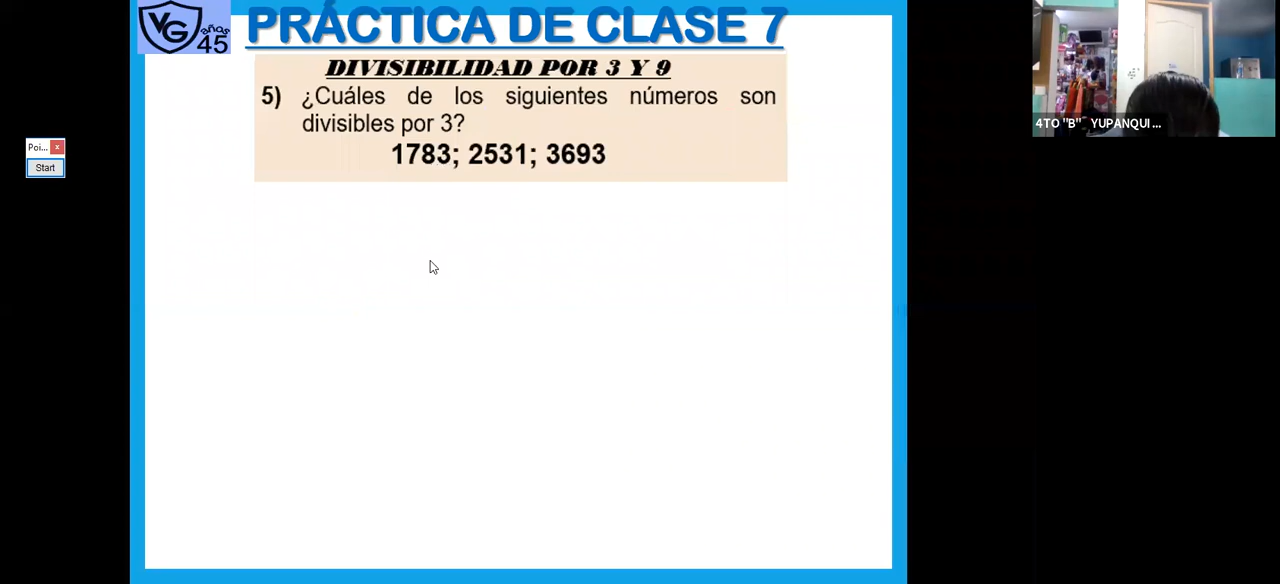 VG años 45
PRÁCTICA DE CLASE 7
DIVISIBILIDAD POR 3 Y 9
5) ¿Cuáles de los siguientes números son
divisibles por 3?
1783; 2531; 3693
Poi... x
Start
4TO "B" YUPANQUI ...